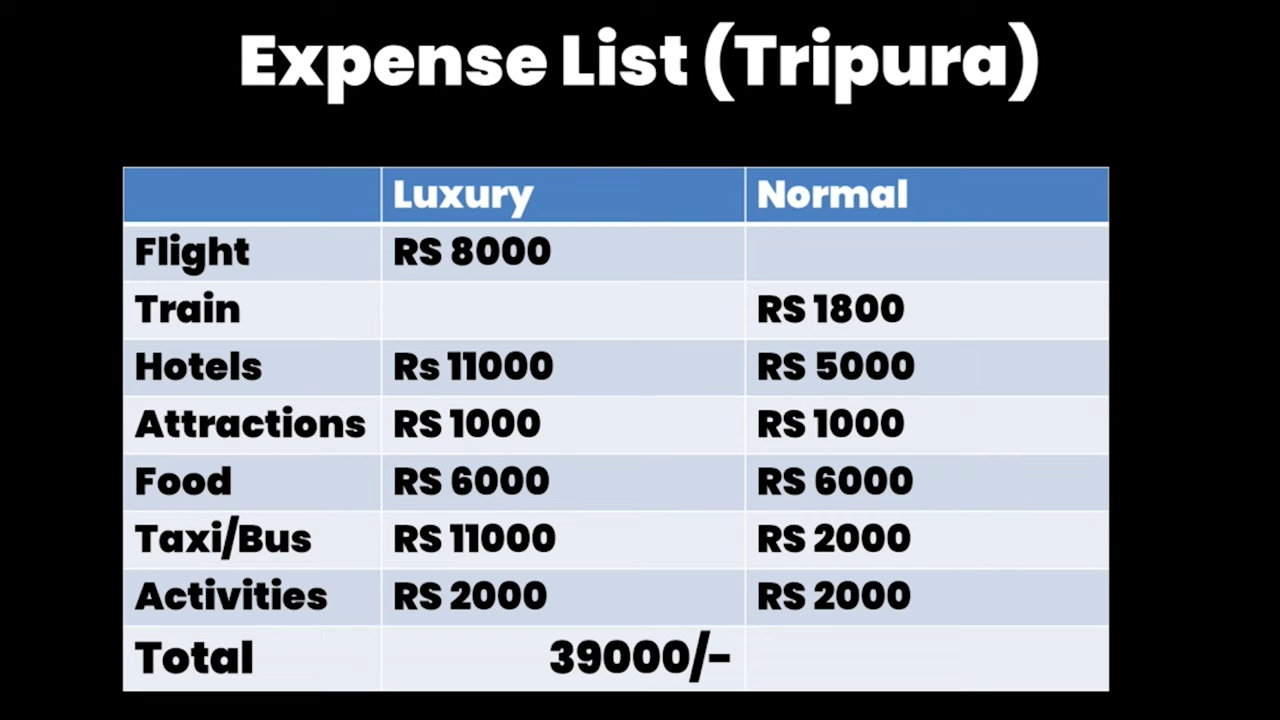 Expense List (Tripura)
Luxury Normal
Flight RS 8000
Train RS 1800
Hotels Rs 11000 RS 5000
Attractions RS 1000 RS 1000
Food RS 6000 RS 6000
Taxi/Bus RS 11000 RS 2000
Activities RS 2000 RS 2000
Total 39000/-